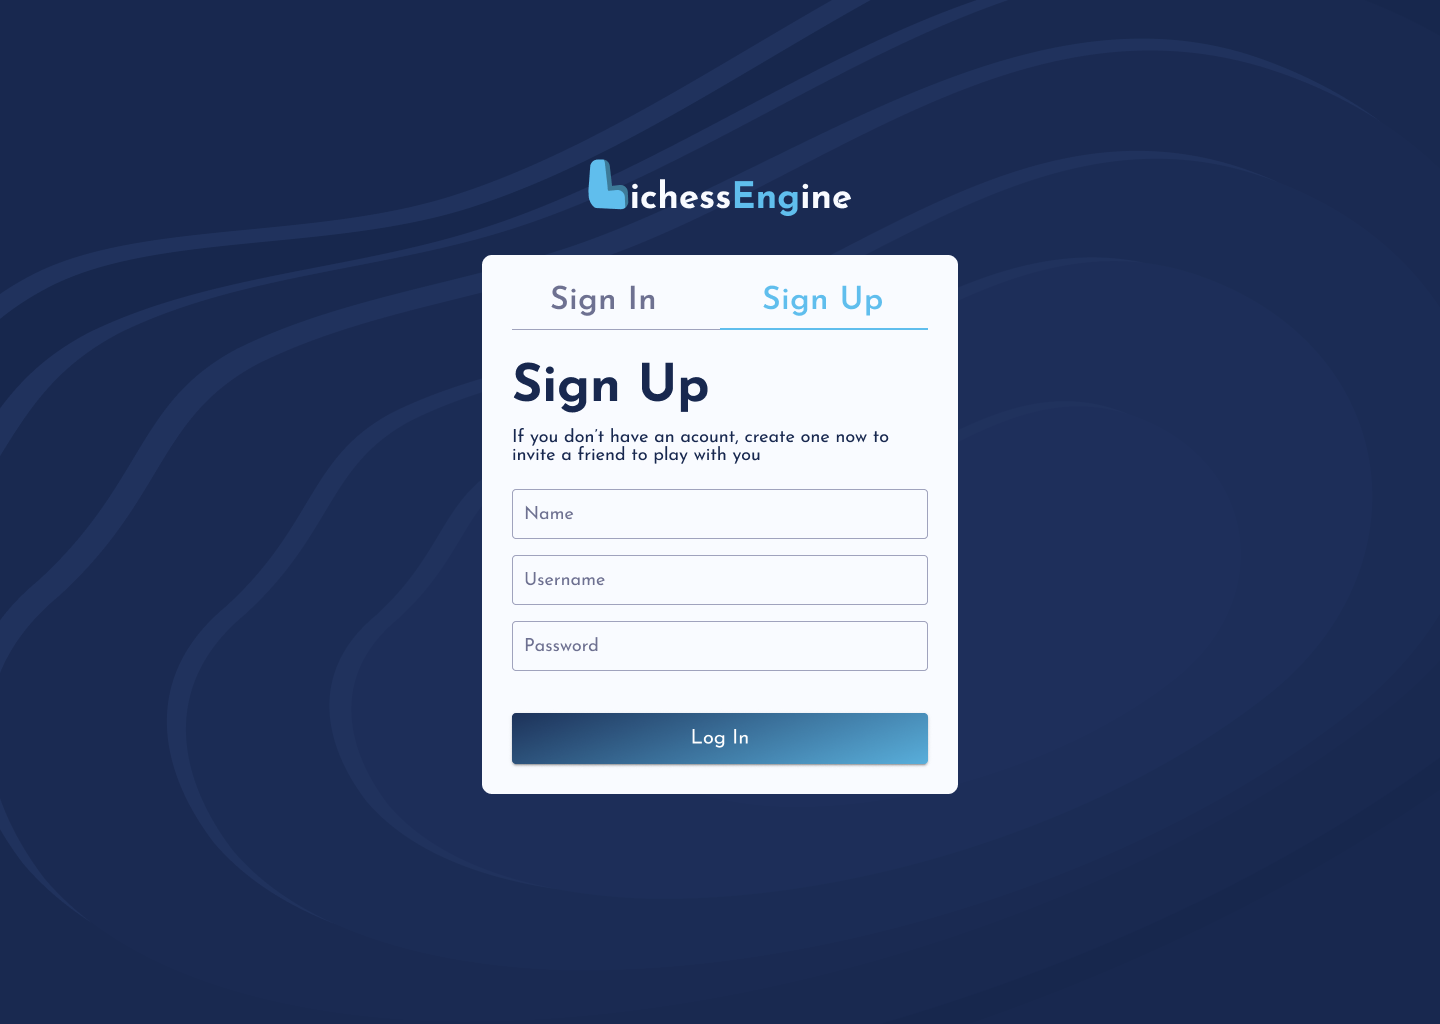 LichessEngine
Sign In
Sign Up
Sign Up
If you don't have an acount, create one now to
invite a friend to play with you
Name
Username
Password
Log In